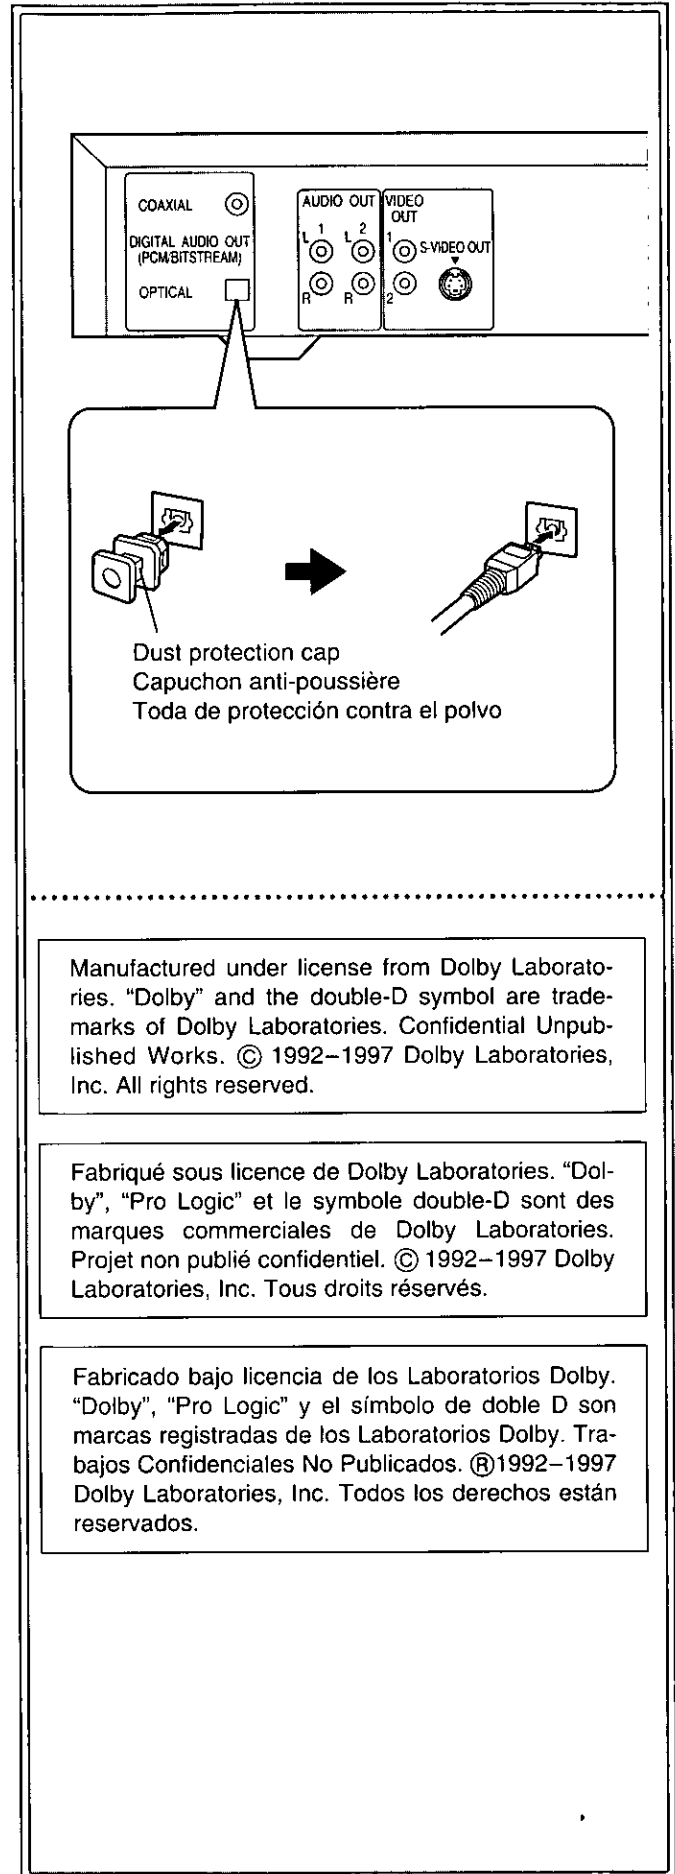 COAXIAL
DIGITAL AUDIO OUT
(PCM/BITSTREAM)
OPTICAL
AUDIO OUT
1 2
L L
R R
VIDEO
OUT
1
S-VIDEO OUT
2
Dust protection cap
Capuchon anti-poussière
Toda de protección contra el polvo
Manufactured under license from Dolby Laborato-
ries. “Dolby” and the double-D symbol are trade-
marks of Dolby Laboratories. Confidential Unpub-
lished Works. © 1992–1997 Dolby Laboratories,
Inc. All rights reserved.
Fabriqué sous licence de Dolby Laboratories. “Dol-
by”, “Pro Logic” et le symbole double-D sont des
marques commerciales de Dolby Laboratories.
Projet non publié confidentiel. © 1992–1997 Dolby
Laboratories, Inc. Tous droits réservés.
Fabricado bajo licencia de los Laboratorios Dolby.
“Dolby”, “Pro Logic” y el símbolo de doble D son
marcas registradas de los Laboratorios Dolby. Tra-
bajos Confidenciales No Publicados. ®1992–1997
Dolby Laboratories, Inc. Todos los derechos están
reservados.